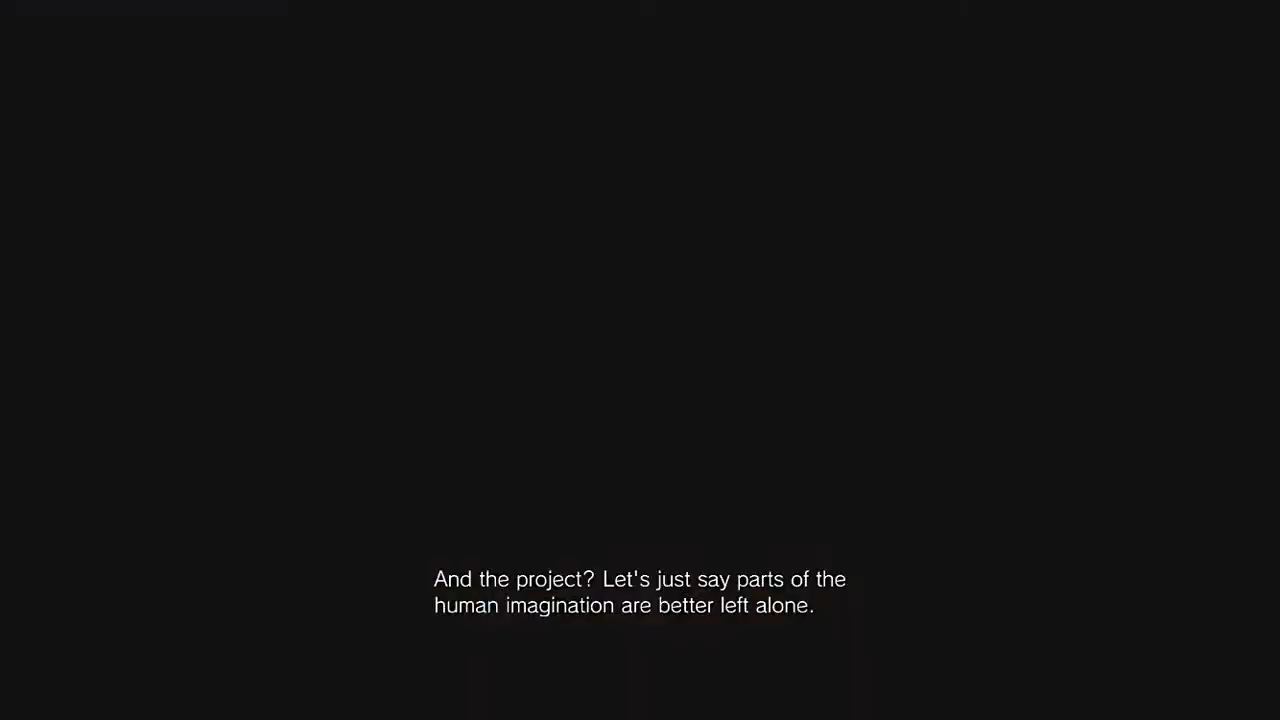 And the project? Let's just say parts of the
human imagination are better left alone.